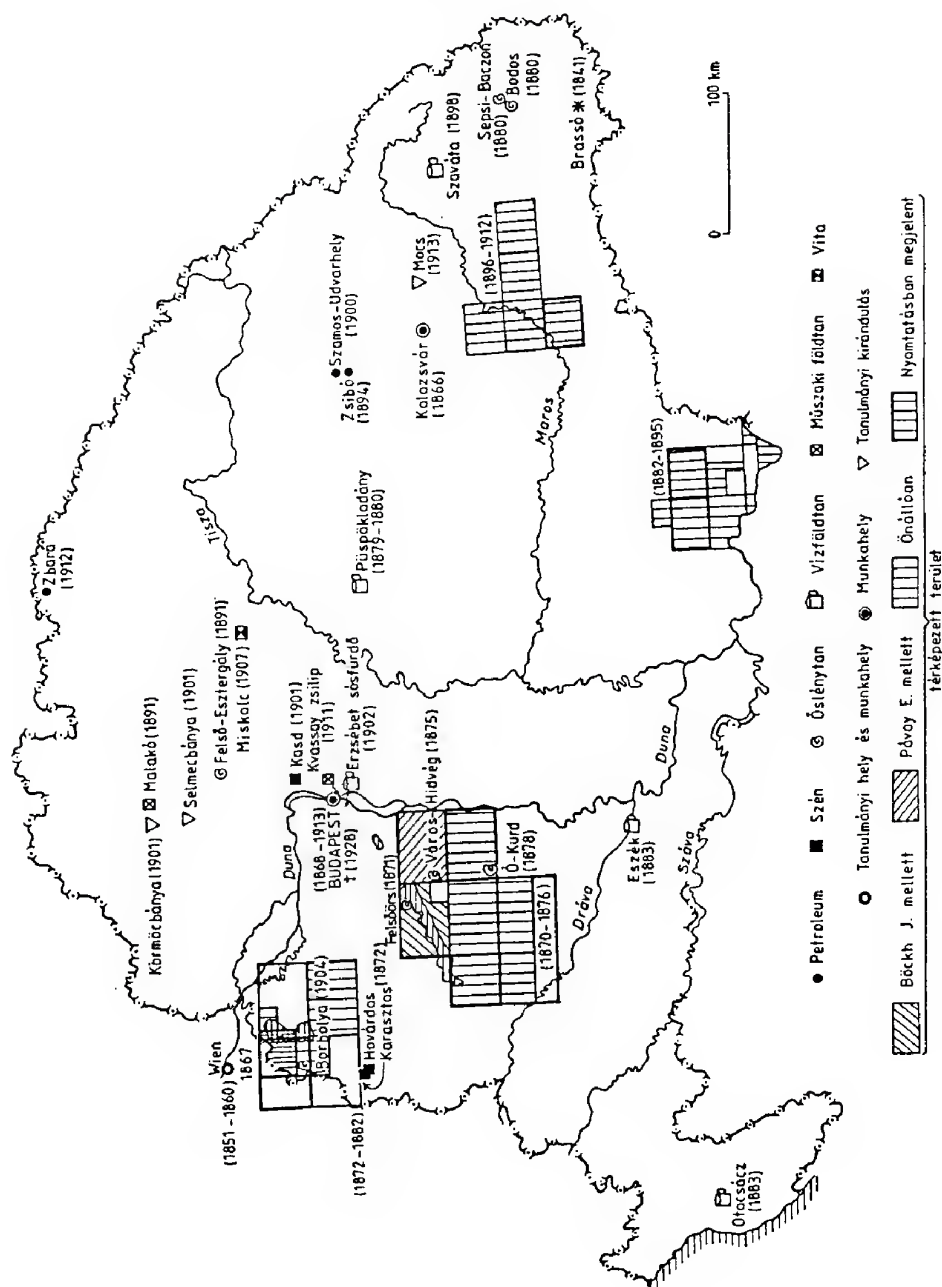 Zboró
(1912)
Körmöcbánya (1901)
Malakó (1891)
Selmecbánya (1901)
Felső-Esztergály (1891)
Miskolc (1907)
Tisza
Wien
1867
(1851-1860)
Duna
Kosd (1901)
Kvassay zsilip
(1911)
Erzsébet sósfürdő
(1902)
(1868-1913)
BUDAPEST
† (1928)
Borbolya (1904)
(1872-1882)
Hovárdos
Karasztos
(1872)
Felsőörs (1871)
Város-Hidvég (1875)
Ó-Kurd
(1878)
(1870-1876)
Püspökladány
(1879-1880)
Szamos-Udvarhely
(1900)
Zsibó
(1894)
Kolozsvár
(1866)
Mocs
(1913)
Szováta (1898)
Sepsi-Baczon
(1880)
Bodos
(1880)
(1896-1912)
Brassó (1841)
Maros
(1882-1895)
Duna
Dráva
Eszék
(1883)
Száva
Otocsácz
(1883)
0 100 km
Petroleum
Szén
Őslénytan
Vízföldtan
Műszaki földtan
Vita
Tanulmányi hely és munkahely
Munkahely
Tanulmányi kirándulás
Böckh J. mellett
Pávay E. mellett
Önállóan
Nyomtatásban megjelent
térképezett terület